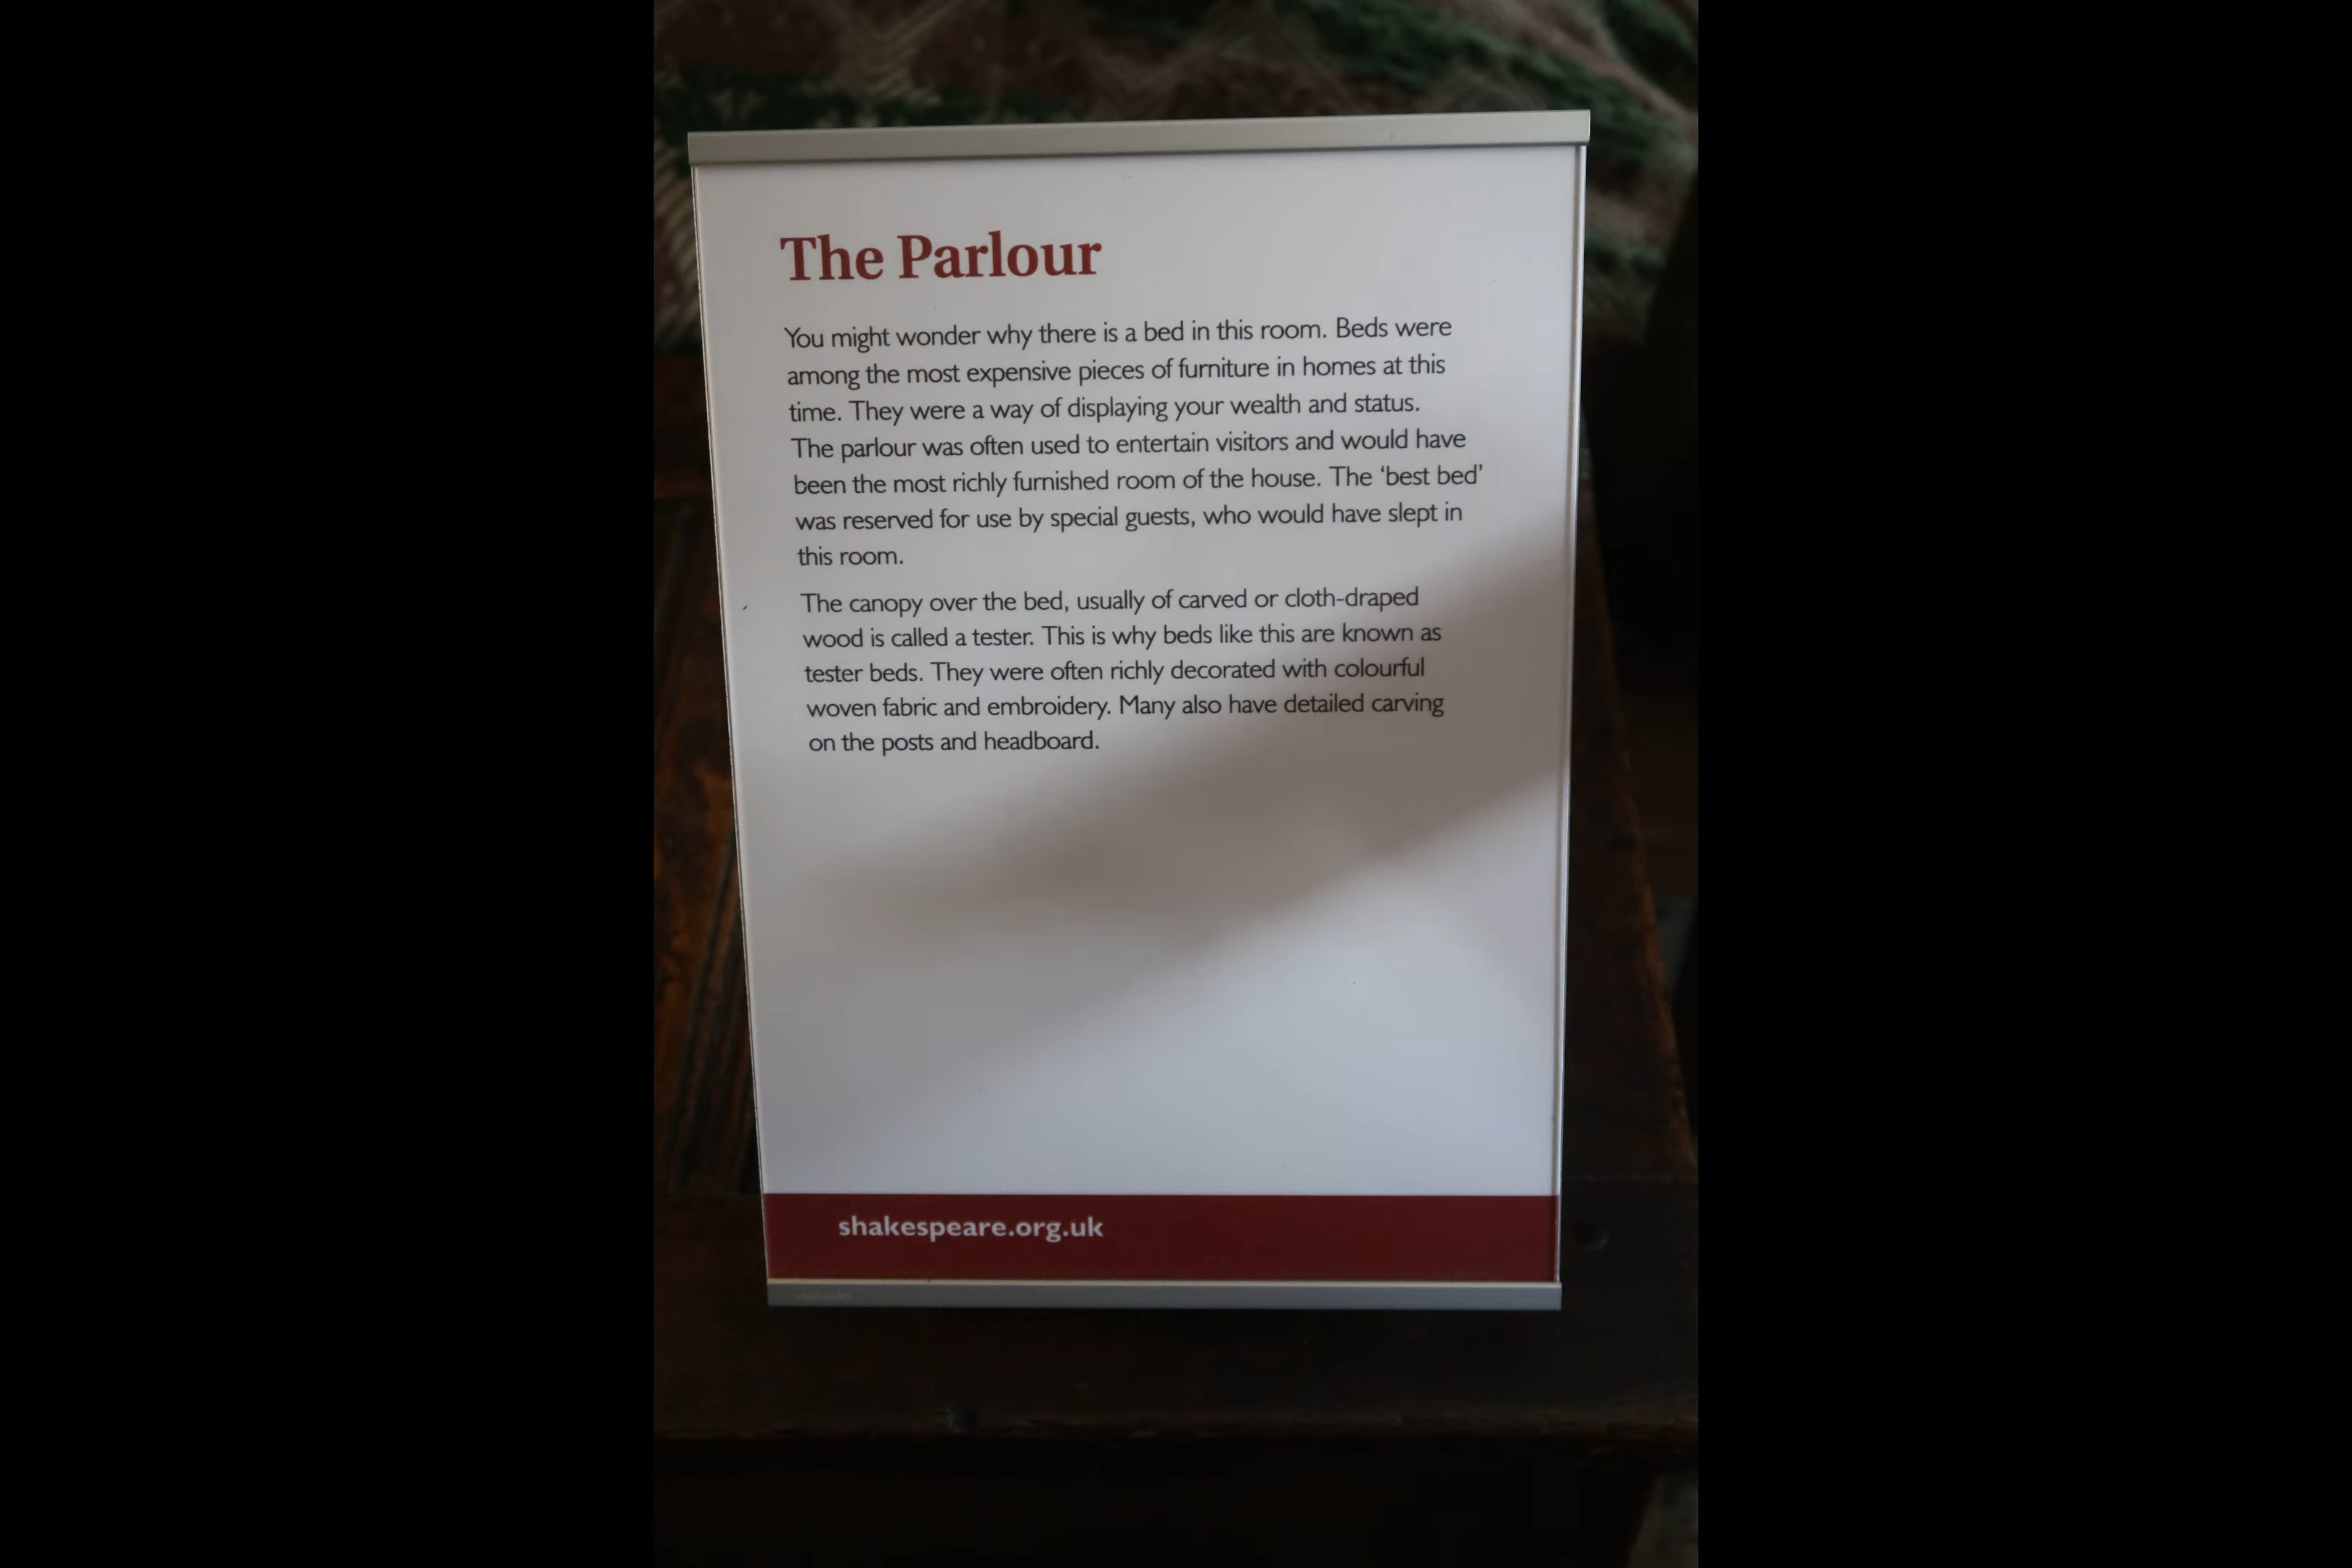 The Parlour
You might wonder why there is a bed in this room. Beds were
among the most expensive pieces of furniture in homes at this
time. They were a way of displaying your wealth and status.
The parlour was often used to entertain visitors and would have
been the most richly furnished room of the house. The ‘best bed’
was reserved for use by special guests, who would have slept in
this room.
The canopy over the bed, usually of carved or cloth-draped
wood is called a tester. This is why beds like this are known as
tester beds. They were often richly decorated with colourful
woven fabric and embroidery. Many also have detailed carving
on the posts and headboard.
shakespeare.org.uk